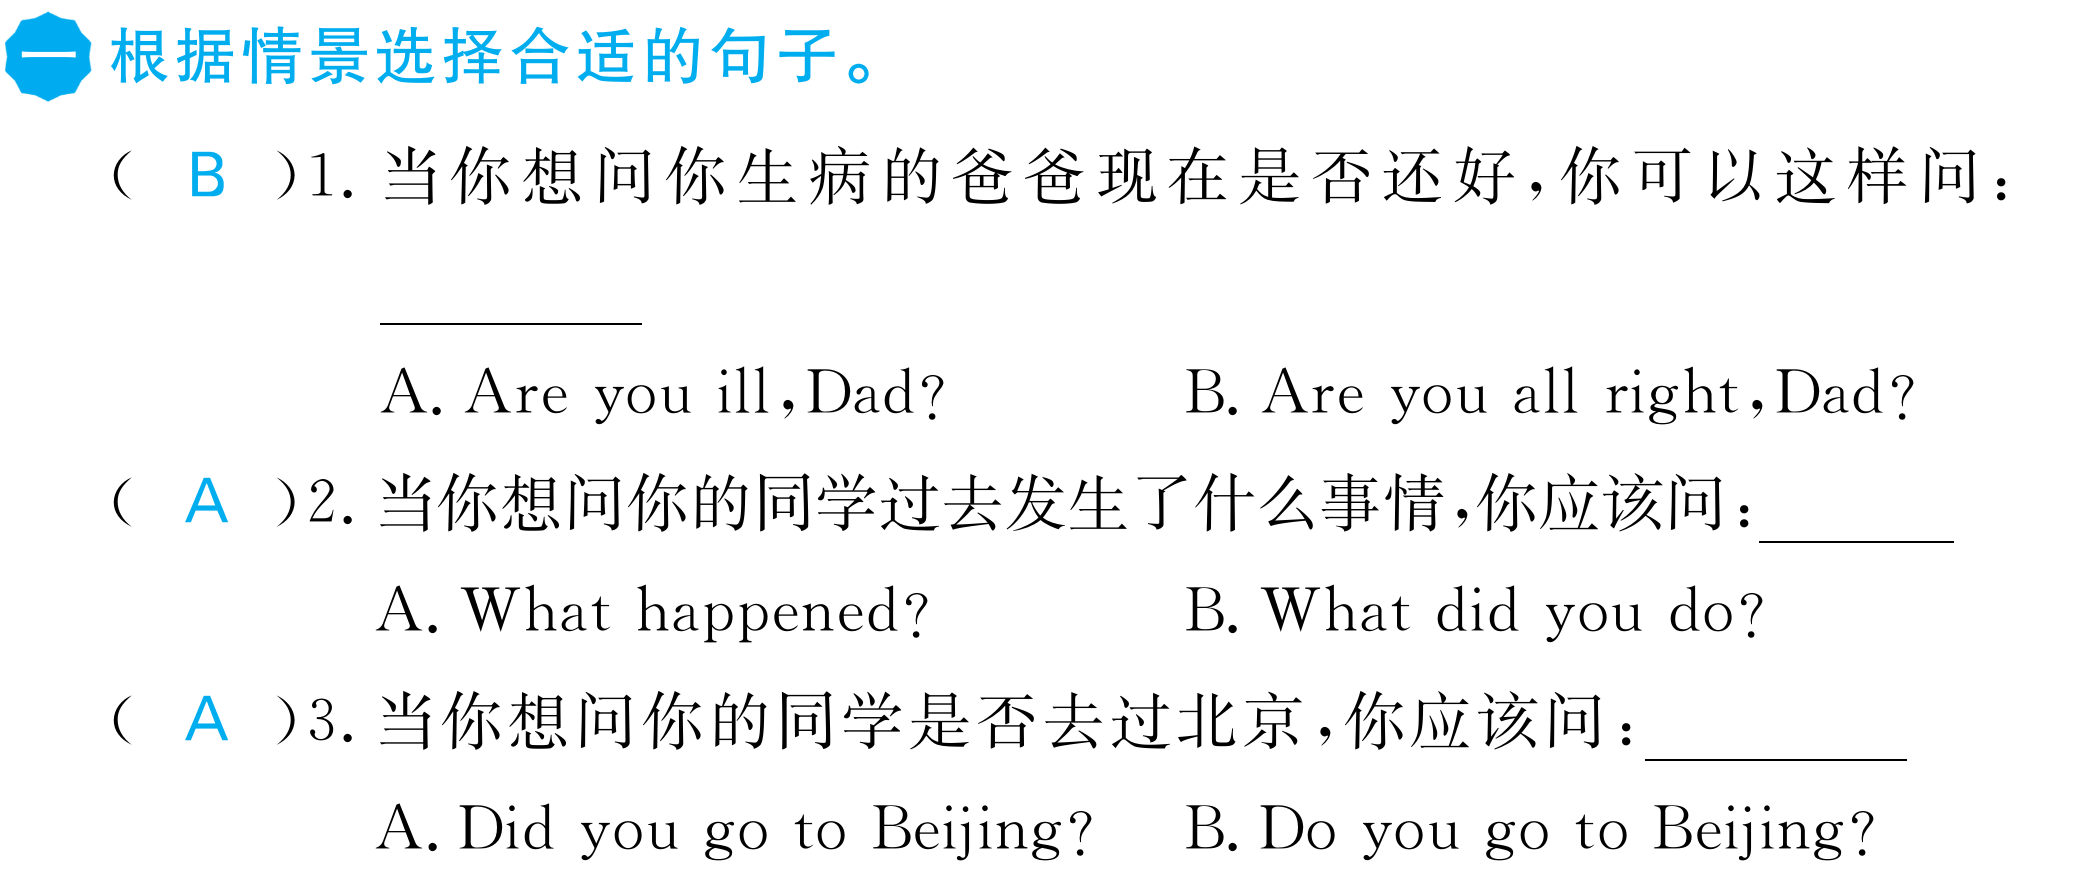 一 根据情景选择合适的句子。
( B )1. 当你想问你生病的爸爸现在是否还好,你可以这样问:
________
A. Are you ill,Dad? B. Are you all right,Dad?
( A )2. 当你想问你的同学过去发生了什么事情,你应该问:______
A. What happened? B. What did you do?
( A )3. 当你想问你的同学是否去过北京,你应该问:________
A. Did you go to Beijing? B. Do you go to Beijing?